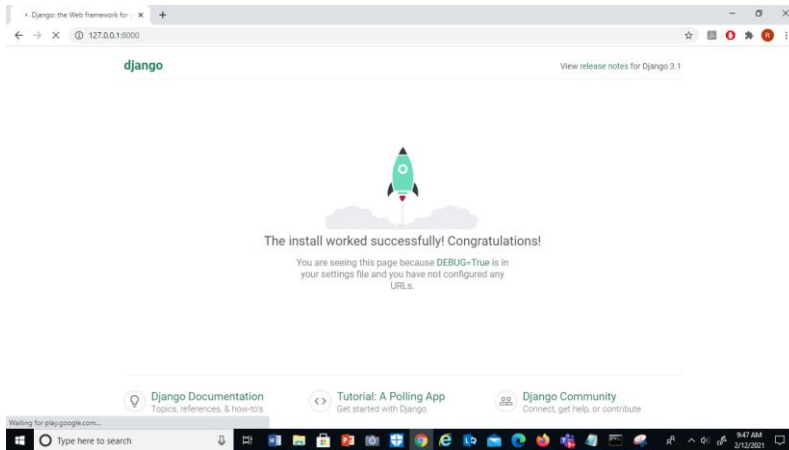 Django: the Web framework for
127.0.0.1:8000
django
View release notes for Django 3.1
The install worked successfully! Congratulations!
You are seeing this page because DEBUG=True is in
your settings file and you have not configured any
URLs.
Django Documentation
Topics, references, & how-to's
Tutorial: A Polling App
Get started with Django
Django Community
Connect, get help, or contribute
Waiting for play.google.com...
Type here to search
9:47 AM
2/12/2021